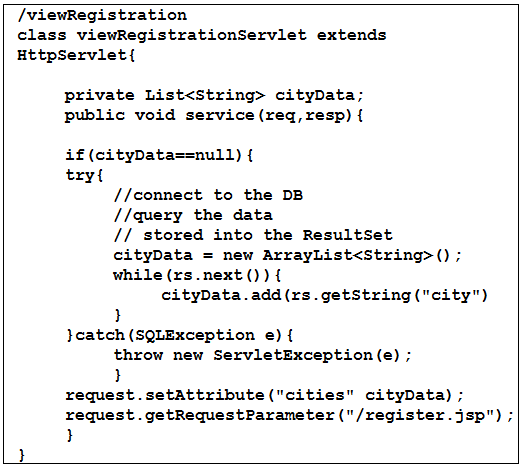 /viewRegistration
class viewRegistrationServlet extends
HttpServlet{
private List<String> cityData;
public void service(req,resp){
if(cityData==null){
try{
//connect to the DB
//query the data
// stored into the ResultSet
cityData = new ArrayList<String>();
while(rs.next()){
cityData.add(rs.getString("city")
}
}catch(SQLException e){
throw new ServletException(e);
}
request.setAttribute("cities" cityData);
request.getRequestParameter("/register.jsp");
}
}